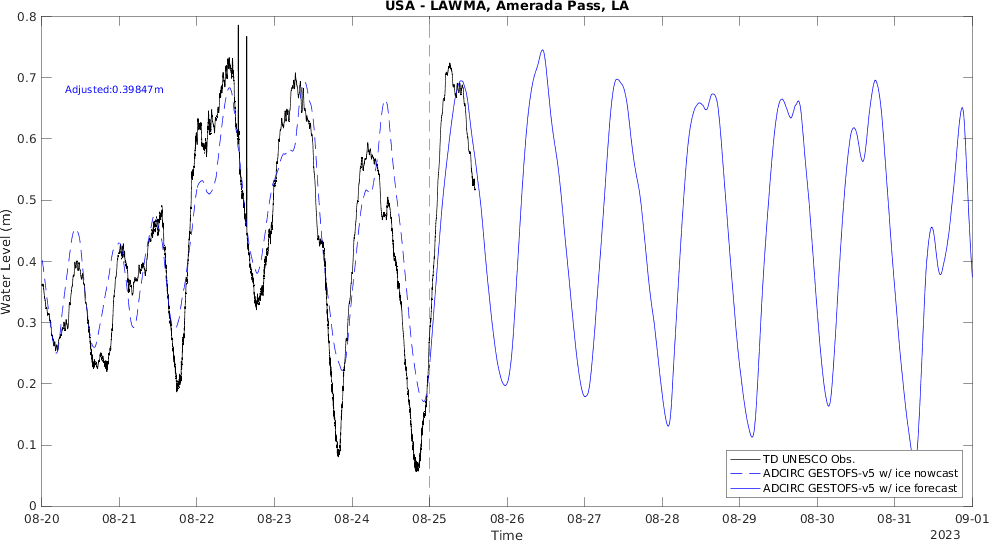 USA - LAWMA, Amerada Pass, LA
0.8
0.7
0.6
0.5
0.4
0.3
0.2
0.1
0
Water Level (m)
Adjusted:0.39847m
TD UNESCO Obs.
ADCIRC GESTOFS-v5 w/ ice nowcast
ADCIRC GESTOFS-v5 w/ ice forecast
08-20 08-21 08-22 08-23 08-24 08-25 08-26 08-27 08-28 08-29 08-30 08-31 09-01
Time
2023